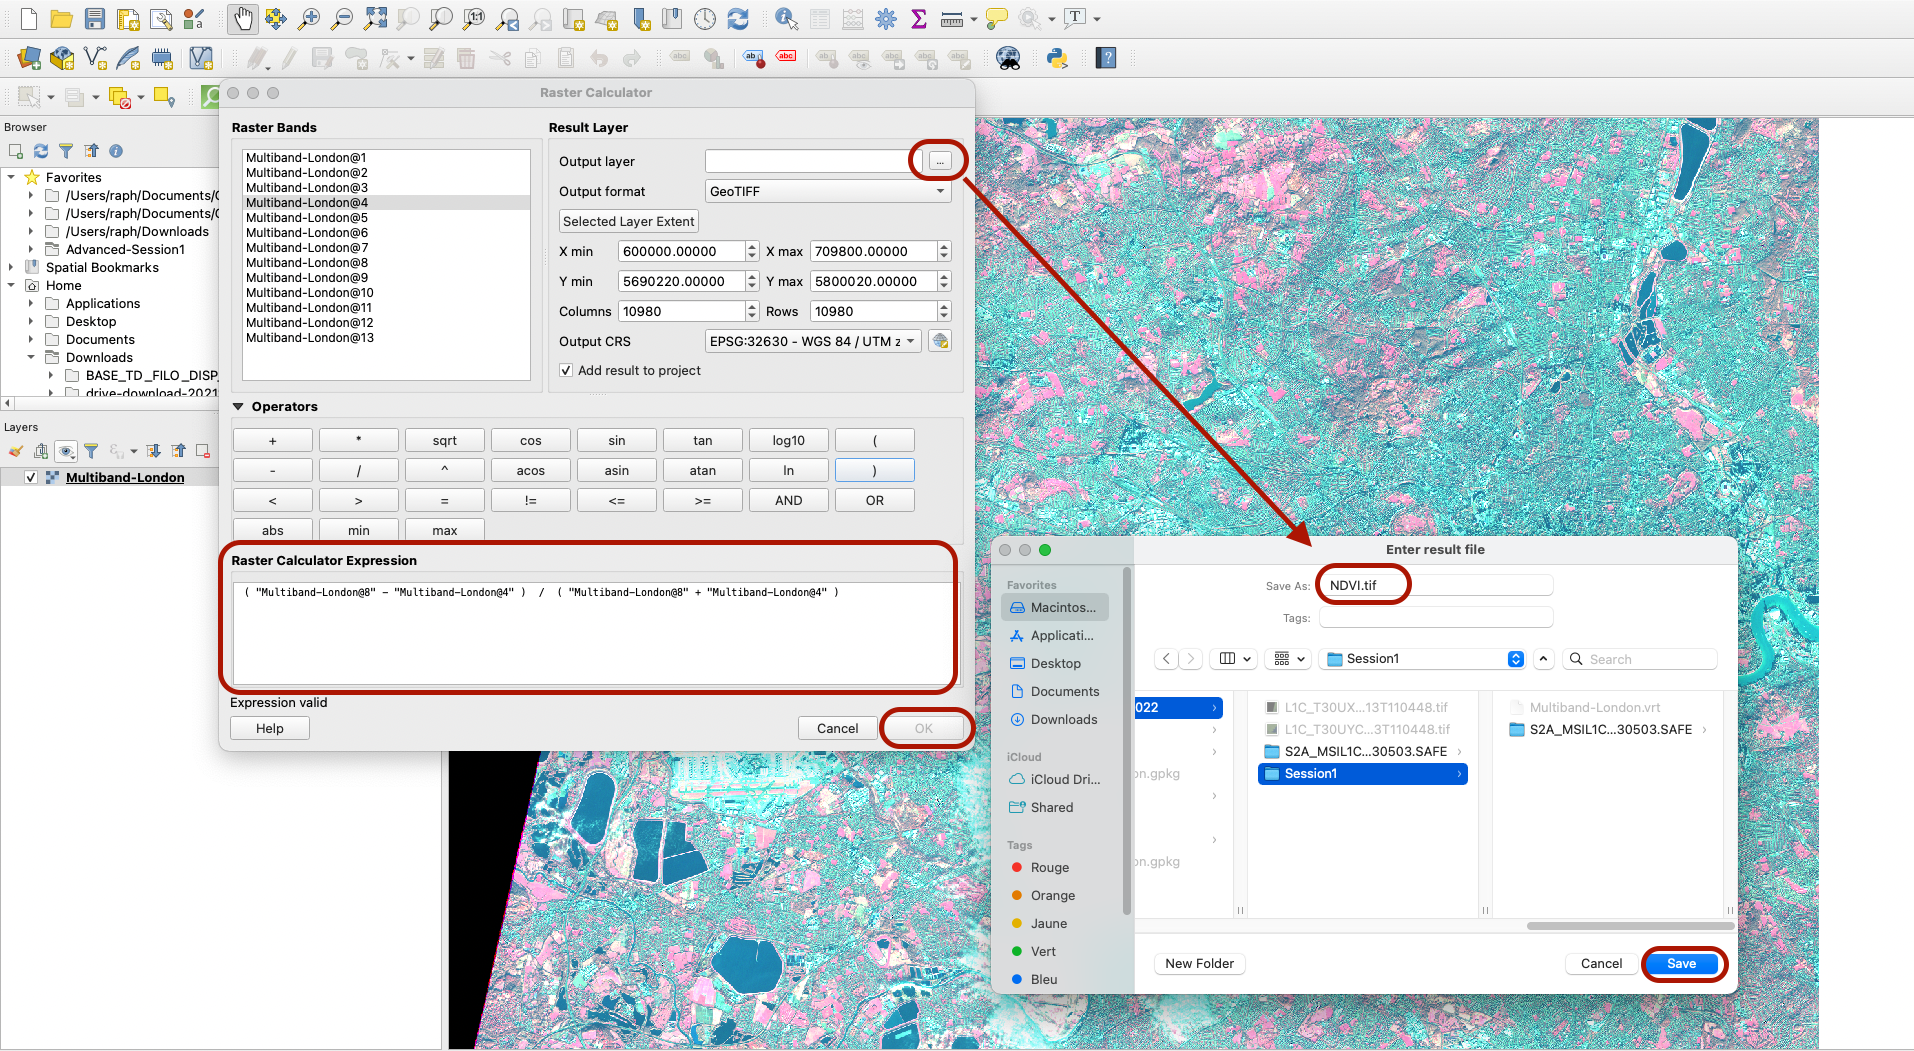 Raster Calculator
Browser
Favorites
/Users/raph/Documents/
/Users/raph/Documents/
/Users/raph/Downloads
Advanced-Session1
Spatial Bookmarks
Home
Applications
Desktop
Documents
Downloads
BASE_TD_FILO_DISP
drive-download-2021
Layers
Multiband-London
Raster Bands
Multiband-London@1
Multiband-London@2
Multiband-London@3
Multiband-London@4
Multiband-London@5
Multiband-London@6
Multiband-London@7
Multiband-London@8
Multiband-London@9
Multiband-London@10
Multiband-London@11
Multiband-London@12
Multiband-London@13
Result Layer
Output layer ...
Output format GeoTIFF
Selected Layer Extent
X min 600000.00000 X max 709800.00000
Y min 5690220.00000 Y max 5800020.00000
Columns 10980 Rows 10980
Output CRS EPSG:32630 - WGS 84 / UTM z
Add result to project
Operators
+ * sqrt cos sin tan log10 (
- / ^ acos asin atan ln )
< > = != <= >= AND OR
abs min max
Raster Calculator Expression
( "Multiband-London@8" - "Multiband-London@4" ) / ( "Multiband-London@8" + "Multiband-London@4" )
Expression valid
Help Cancel OK
Enter result file
Favorites
Macintos...
Applicati...
Desktop
Documents
Downloads
iCloud
iCloud Dri...
Shared
Tags
Rouge
Orange
Jaune
Vert
Bleu
Save As: NDVI.tif
Tags:
Session1 Search
022
on.gpkg
on.gpkg
L1C_T30UX...13T110448.tif
L1C_T30UYC...3T110448.tif
S2A_MSIL1C...30503.SAFE
Session1
Multiband-London.vrt
S2A_MSIL1C...30503.SAFE
New Folder Cancel Save